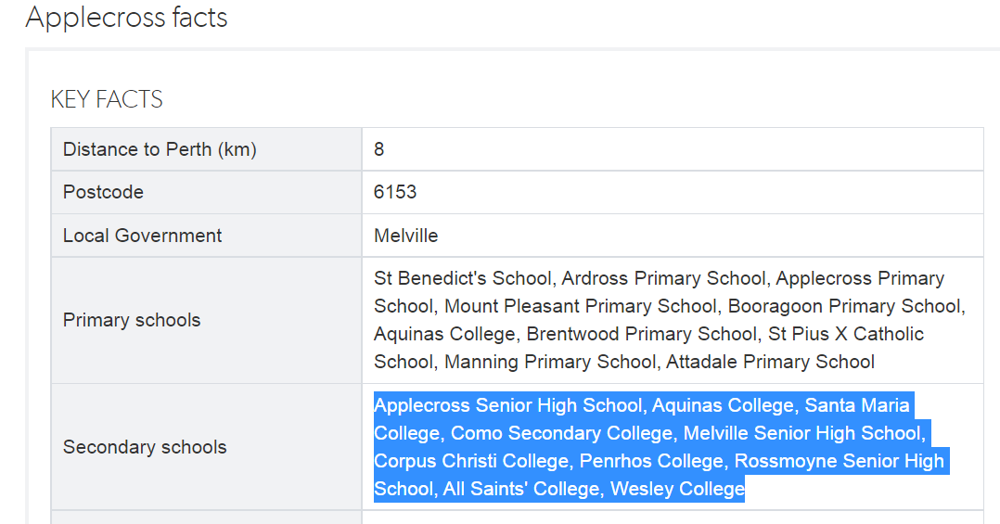 Applecross facts
KEY FACTS
Distance to Perth (km)
8
Postcode
6153
Local Government
Melville
Primary schools
St Benedict's School, Ardross Primary School, Applecross Primary
School, Mount Pleasant Primary School, Booragoon Primary School,
Aquinas College, Brentwood Primary School, St Pius X Catholic
School, Manning Primary School, Attadale Primary School
Secondary schools
Applecross Senior High School, Aquinas College, Santa Maria
College, Como Secondary College, Melville Senior High School,
Corpus Christi College, Penrhos College, Rossmoyne Senior High
School, All Saints' College, Wesley College